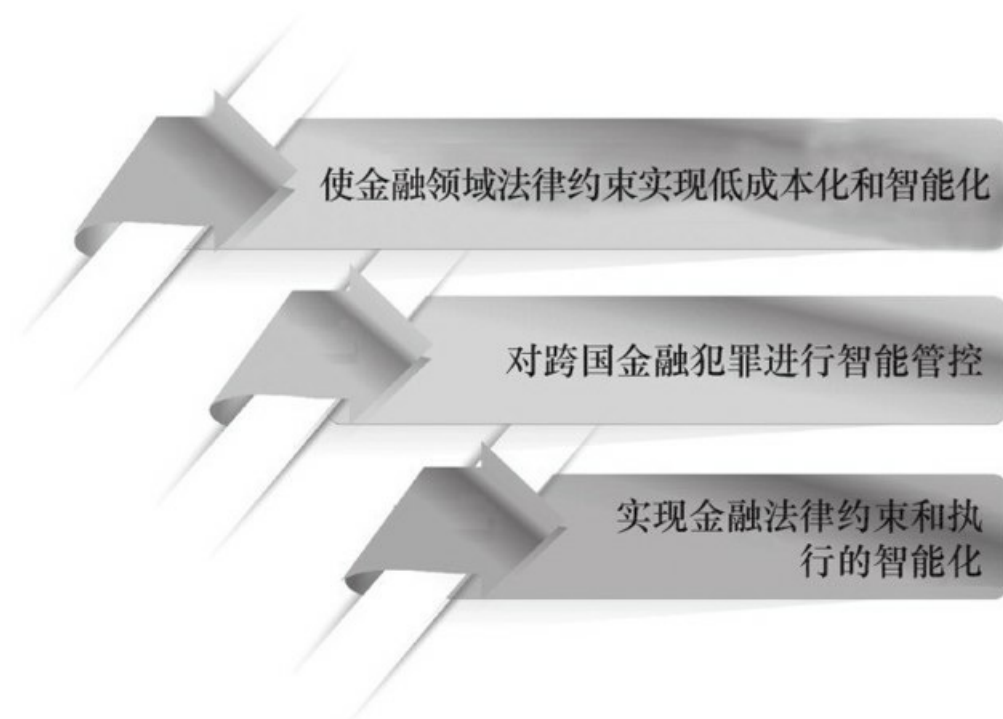 使金融领域法律约束实现低成本化和智能化
对跨国金融犯罪进行智能管控
实现金融法律约束和执
行的智能化